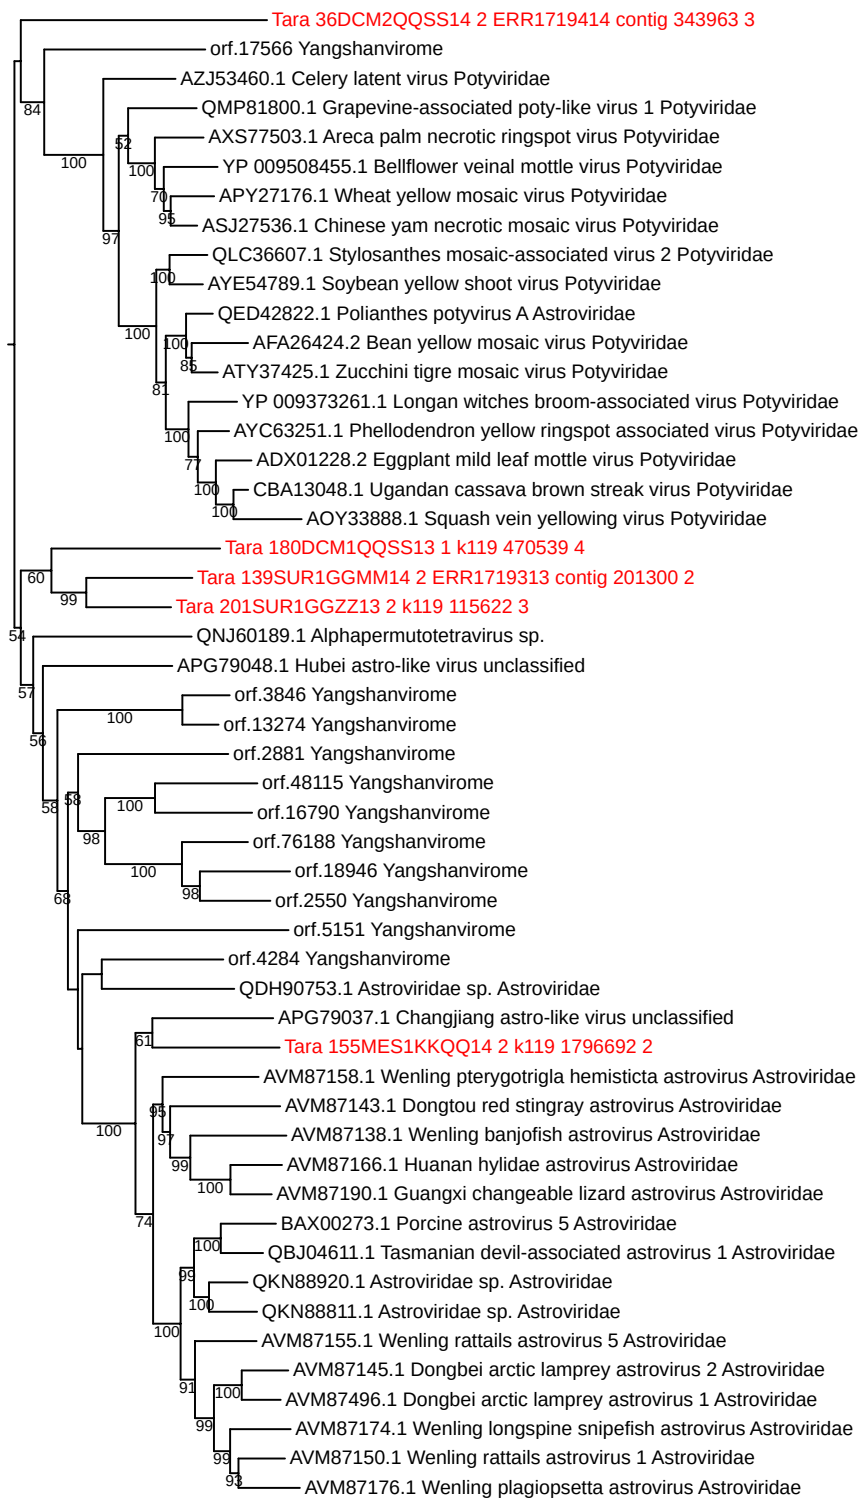 Tara 36DCM2QQSS14 2 ERR1719414 contig 343963 3
orf.17566 Yangshanvirome
AZJ53460.1 Celery latent virus Potyviridae
84
QMP81800.1 Grapevine-associated poty-like virus 1 Potyviridae
AXS77503.1 Areca palm necrotic ringspot virus Potyviridae
52
100
YP 009508455.1 Bellflower veinal mottle virus Potyviridae
100
70
APY27176.1 Wheat yellow mosaic virus Potyviridae
95
ASJ27536.1 Chinese yam necrotic mosaic virus Potyviridae
97
QLC36607.1 Stylosanthes mosaic-associated virus 2 Potyviridae
100
AYE54789.1 Soybean yellow shoot virus Potyviridae
QED42822.1 Polianthes potyvirus A Astroviridae
100
100
AFA26424.2 Bean yellow mosaic virus Potyviridae
85
ATY37425.1 Zucchini tigre mosaic virus Potyviridae
81
YP 009373261.1 Longan witches broom-associated virus Potyviridae
100
AYC63251.1 Phellodendron yellow ringspot associated virus Potyviridae
77
ADX01228.2 Eggplant mild leaf mottle virus Potyviridae
100
CBA13048.1 Ugandan cassava brown streak virus Potyviridae
100
AOY33888.1 Squash vein yellowing virus Potyviridae
Tara 180DCM1QQSS13 1 k119 470539 4
60
Tara 139SUR1GGMM14 2 ERR1719313 contig 201300 2
99
Tara 201SUR1GGZZ13 2 k119 115622 3
54
QNJ60189.1 Alphapermutotetravirus sp.
APG79048.1 Hubei astro-like virus unclassified
57
orf.3846 Yangshanvirome
100
orf.13274 Yangshanvirome
56
orf.2881 Yangshanvirome
orf.48115 Yangshanvirome
58
58
100
orf.16790 Yangshanvirome
98
orf.76188 Yangshanvirome
100
orf.18946 Yangshanvirome
98
68
orf.2550 Yangshanvirome
orf.5151 Yangshanvirome
orf.4284 Yangshanvirome
QDH90753.1 Astroviridae sp. Astroviridae
APG79037.1 Changjiang astro-like virus unclassified
61
Tara 155MES1KKQQ14 2 k119 1796692 2
AVM87158.1 Wenling pterygotrigla hemisticta astrovirus Astroviridae
95
AVM87143.1 Dongtou red stingray astrovirus Astroviridae
100
97
AVM87138.1 Wenling banjofish astrovirus Astroviridae
99
AVM87166.1 Huanan hylidae astrovirus Astroviridae
100
AVM87190.1 Guangxi changeable lizard astrovirus Astroviridae
74
BAX00273.1 Porcine astrovirus 5 Astroviridae
100
QBJ04611.1 Tasmanian devil-associated astrovirus 1 Astroviridae
99
QKN88920.1 Astroviridae sp. Astroviridae
100
QKN88811.1 Astroviridae sp. Astroviridae
100
AVM87155.1 Wenling rattails astrovirus 5 Astroviridae
AVM87145.1 Dongbei arctic lamprey astrovirus 2 Astroviridae
91
100
AVM87496.1 Dongbei arctic lamprey astrovirus 1 Astroviridae
99
AVM87174.1 Wenling longspine snipefish astrovirus Astroviridae
99
AVM87150.1 Wenling rattails astrovirus 1 Astroviridae
93
AVM87176.1 Wenling plagiopsetta astrovirus Astroviridae